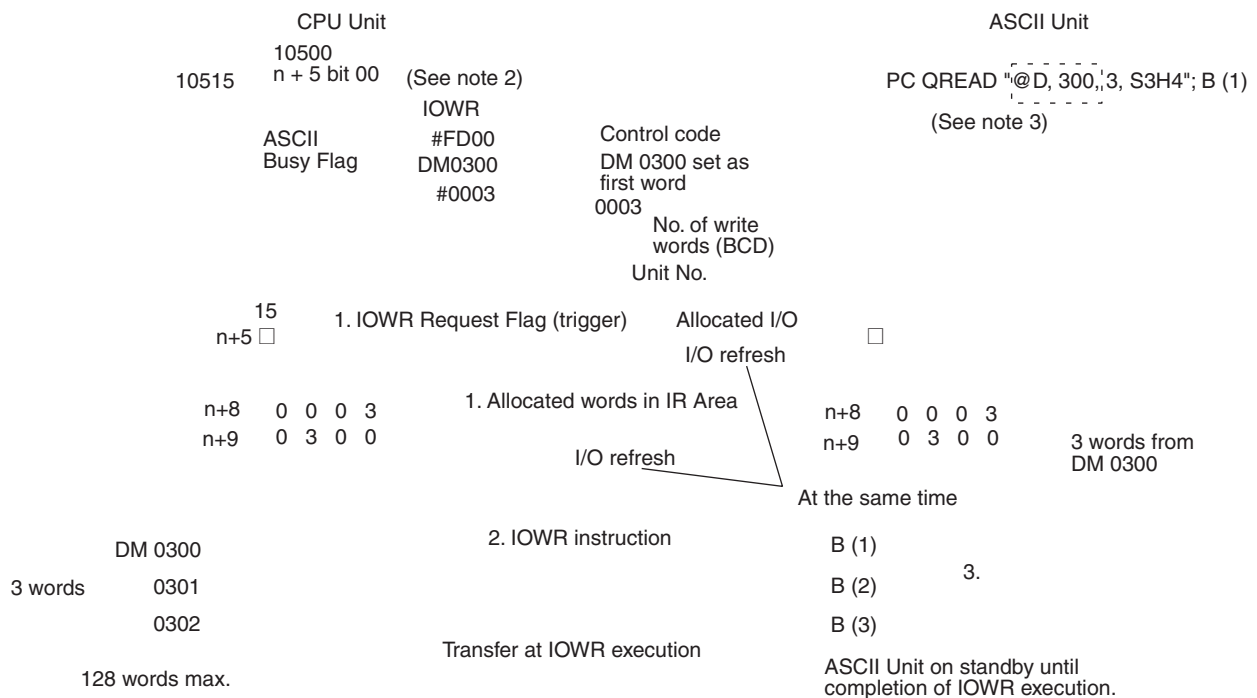 CPU Unit
ASCII Unit
10500
10515
n + 5 bit 00
(See note 2)
PC QREAD "@D, 300, 3, S3H4"; B (1)
(See note 3)
IOWR
ASCII
Busy Flag
#FD00
DM0300
#0003
Control code
DM 0300 set as
first word
0003
No. of write
words (BCD)
Unit No.
15
n+5 □
1. IOWR Request Flag (trigger)
Allocated I/O
□
I/O refresh
n+8 0 0 0 3
n+9 0 3 0 0
1. Allocated words in IR Area
n+8 0 0 0 3
n+9 0 3 0 0
3 words from
DM 0300
I/O refresh
At the same time
2. IOWR instruction
DM 0300
3 words 0301
0302
B (1)
B (2)
B (3)
3.
Transfer at IOWR execution
128 words max.
ASCII Unit on standby until
completion of IOWR execution.